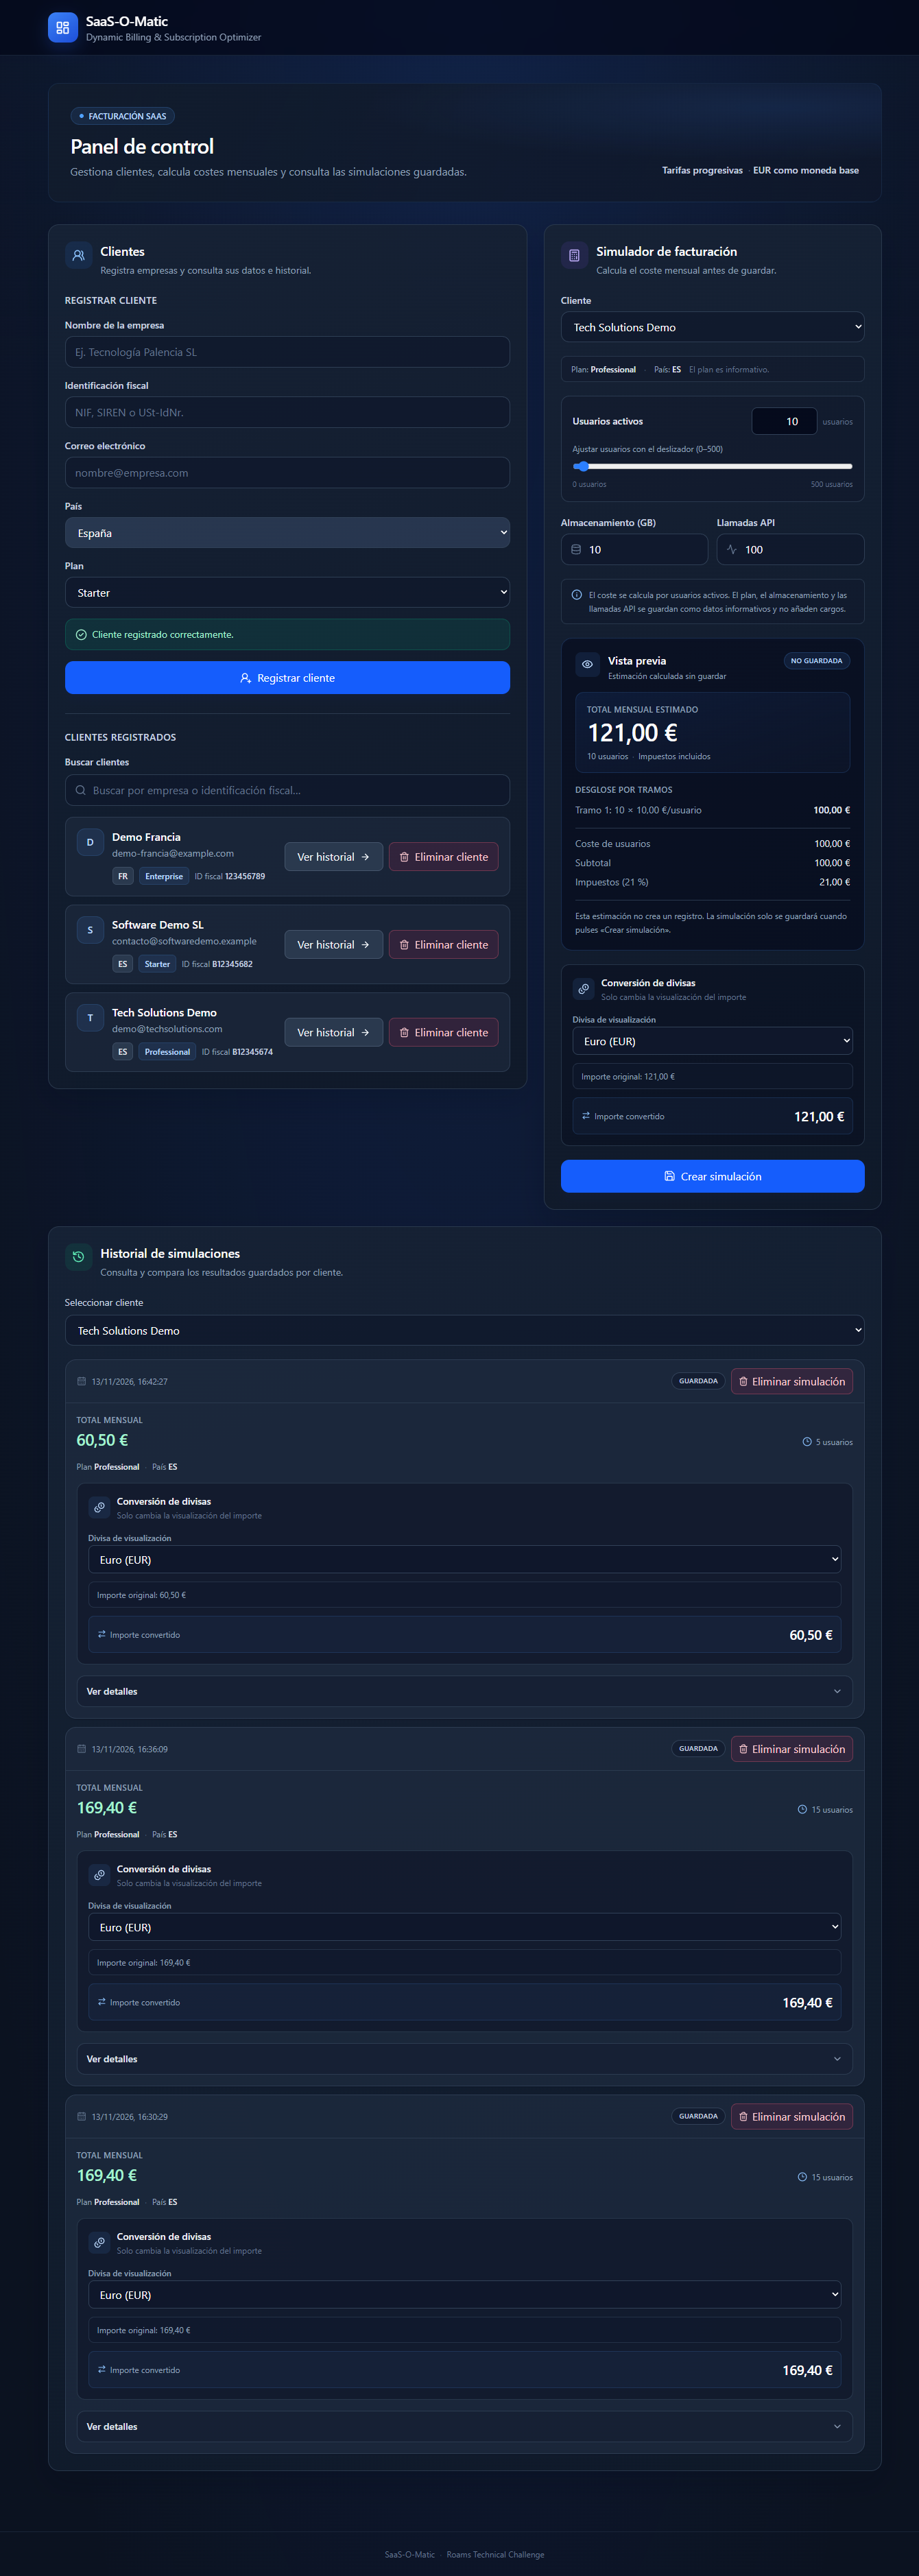 SaaS-O-Matic
Dynamic Billing & Subscription Optimizer
FACTURACIÓN SAAS
Panel de control
Gestiona clientes, calcula costes mensuales y consulta las simulaciones guardadas.
Tarifas progresivas · EUR como moneda base
Clientes
Registra empresas y consulta sus datos e historial.
REGISTRAR CLIENTE
Nombre de la empresa
Ej. Tecnología Palencia SL
Identificación fiscal
NIF, SIREN o USt-IdNr.
Correo electrónico
nombre@empresa.com
País
España
Plan
Starter
Cliente registrado correctamente.
Registrar cliente
CLIENTES REGISTRADOS
Buscar clientes
Buscar por empresa o identificación fiscal...
D
Demo Francia
demo-francia@example.com
FR Enterprise ID fiscal 123456789
Ver historial
Eliminar cliente
S
Software Demo SL
contacto@softwaredemo.example
ES Starter ID fiscal B12345682
Ver historial
Eliminar cliente
T
Tech Solutions Demo
demo@techsolutions.com
ES Professional ID fiscal B12345674
Ver historial
Eliminar cliente
Simulador de facturación
Calcula el coste mensual antes de guardar.
Cliente
Tech Solutions Demo
Plan: Professional · País: ES El plan es informativo.
Usuarios activos
10 usuarios
Ajustar usuarios con el deslizador (0–500)
0 usuarios 500 usuarios
Almacenamiento (GB) Llamadas API
10 100
El coste se calcula por usuarios activos. El plan, el almacenamiento y las
llamadas API se guardan como datos informativos y no añaden cargos.
Vista previa
NO GUARDADA
Estimación calculada sin guardar
TOTAL MENSUAL ESTIMADO
121,00 €
10 usuarios · Impuestos incluidos
DESGLOSE POR TRAMOS
Tramo 1: 10 × 10,00 €/usuario 100,00 €
Coste de usuarios 100,00 €
Subtotal 100,00 €
Impuestos (21 %) 21,00 €
Esta estimación no crea un registro. La simulación solo se guardará cuando
pulses «Crear simulación».
Conversión de divisas
Solo cambia la visualización del importe
Divisa de visualización
Euro (EUR)
Importe original: 121,00 €
Importe convertido 121,00 €
Crear simulación
Historial de simulaciones
Consulta y compara los resultados guardados por cliente.
Seleccionar cliente
Tech Solutions Demo
13/11/2026, 16:42:27 GUARDADA Eliminar simulación
TOTAL MENSUAL
60,50 €
5 usuarios
Plan Professional · País ES
Conversión de divisas
Solo cambia la visualización del importe
Divisa de visualización
Euro (EUR)
Importe original: 60,50 €
Importe convertido 60,50 €
Ver detalles
13/11/2026, 16:36:09 GUARDADA Eliminar simulación
TOTAL MENSUAL
169,40 €
15 usuarios
Plan Professional · País ES
Conversión de divisas
Solo cambia la visualización del importe
Divisa de visualización
Euro (EUR)
Importe original: 169,40 €
Importe convertido 169,40 €
Ver detalles
13/11/2026, 16:30:29 GUARDADA Eliminar simulación
TOTAL MENSUAL
169,40 €
15 usuarios
Plan Professional · País ES
Conversión de divisas
Solo cambia la visualización del importe
Divisa de visualización
Euro (EUR)
Importe original: 169,40 €
Importe convertido 169,40 €
Ver detalles
SaaS-O-Matic · Roams Technical Challenge